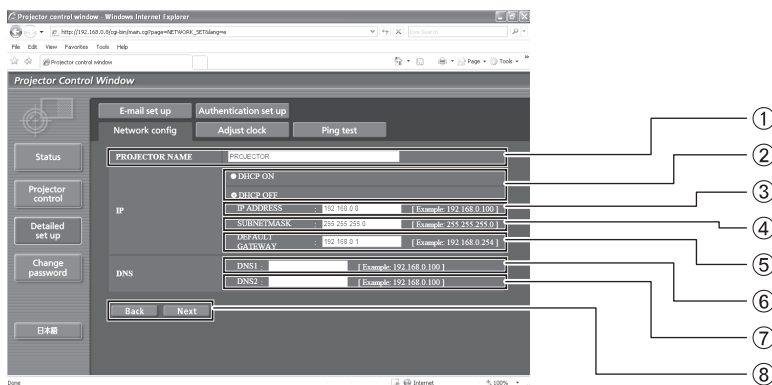 Projector control window - Windows Internet Explorer
http://192.168.0.8/cgi-bin/main.cgi?page=NETWORK_SET&lang=e
Live Search
File Edit View Favorites Tools Help
Projector control window
Page Tools
Projector Control Window
E-mail set up Authentication set up
Network config Adjust clock Ping test
Status
Projector control
Detailed set up
Change password
日本語
PROJECTOR NAME PROJECTOR
IP
DHCP ON
DHCP OFF
IP ADDRESS : 192.168.0.8 [ Example: 192.168.0.100 ]
SUBNETMASK : 255.255.255.0 [ Example: 255.255.255.0 ]
DEFAULT GATEWAY : 192.168.0.1 [ Example: 192.168.0.254 ]
DNS
DNS1 : [ Example: 192.168.0.100 ]
DNS2 : [ Example: 192.168.0.100 ]
Back Next
Done Internet 100%
①
②
③
④
⑤
⑥
⑦
⑧